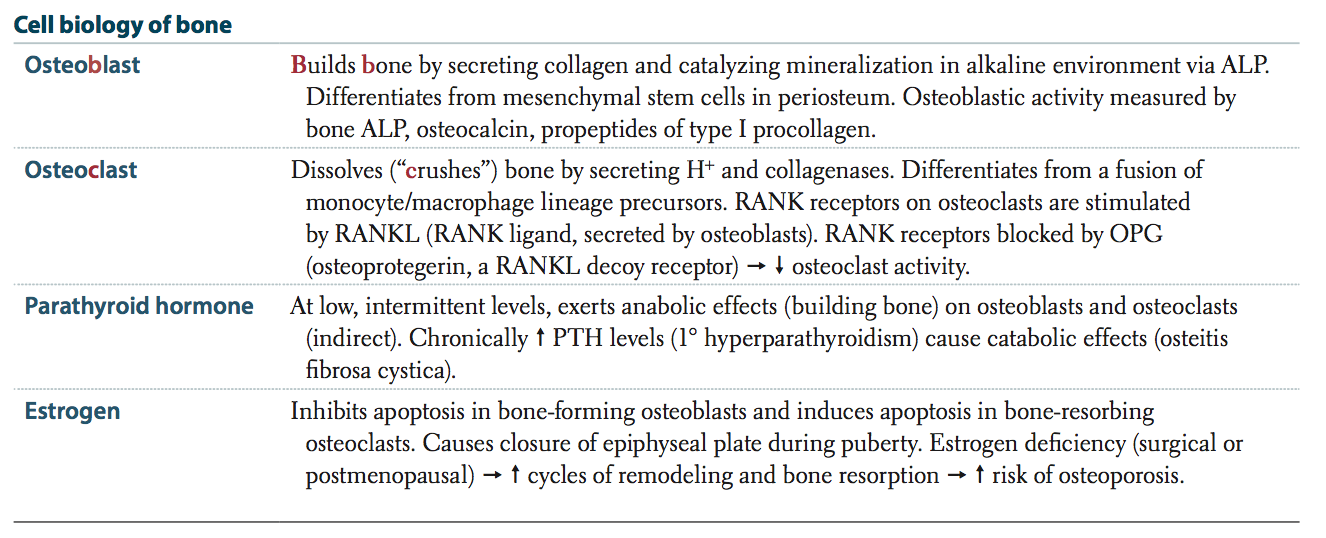 Cell biology of bone
Osteoblast Builds bone by secreting collagen and catalyzing mineralization in alkaline environment via ALP.
Differentiates from mesenchymal stem cells in periosteum. Osteoblastic activity measured by
bone ALP, osteocalcin, propeptides of type I procollagen.
Osteoclast Dissolves (“crushes”) bone by secreting H⁺ and collagenases. Differentiates from a fusion of
monocyte/macrophage lineage precursors. RANK receptors on osteoclasts are stimulated
by RANKL (RANK ligand, secreted by osteoblasts). RANK receptors blocked by OPG
(osteoprotegerin, a RANKL decoy receptor) → ↓ osteoclast activity.
Parathyroid hormone At low, intermittent levels, exerts anabolic effects (building bone) on osteoblasts and osteoclasts
(indirect). Chronically ↑ PTH levels (1° hyperparathyroidism) cause catabolic effects (osteitis
fibrosa cystica).
Estrogen Inhibits apoptosis in bone-forming osteoblasts and induces apoptosis in bone-resorbing
osteoclasts. Causes closure of epiphyseal plate during puberty. Estrogen deficiency (surgical or
postmenopausal) → ↑ cycles of remodeling and bone resorption → ↑ risk of osteoporosis.